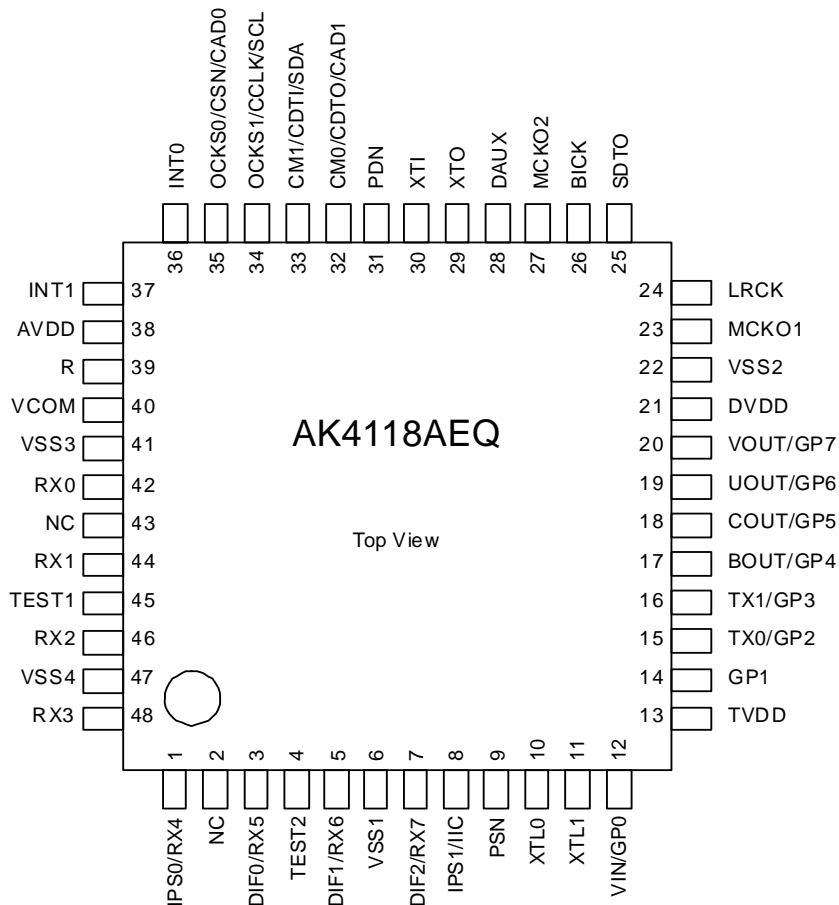 INT0
OCKS0/CSN/CAD0
OCKS1/CCLK/SCL
CM1/CDTI/SDA
CM0/CDTO/CAD1
PDN
XTI
XTO
DAUX
MCKO2
BICK
SDTO
36
35
34
33
32
31
30
29
28
27
26
25
INT1 37
AVDD 38
R 39
VCOM 40
VSS3 41
RX0 42
NC 43
RX1 44
TEST1 45
RX2 46
VSS4 47
RX3 48
AK4118AEQ
Top View
24 LRCK
23 MCKO1
22 VSS2
21 DVDD
20 VOUT/GP7
19 UOUT/GP6
18 COUT/GP5
17 BOUT/GP4
16 TX1/GP3
15 TX0/GP2
14 GP1
13 TVDD
1
2
3
4
5
6
7
8
9
10
11
12
IPS0/RX4
NC
DIF0/RX5
TEST2
DIF1/RX6
VSS1
DIF2/RX7
IPS1/IIC
PSN
XTL0
XTL1
VIN/GP0